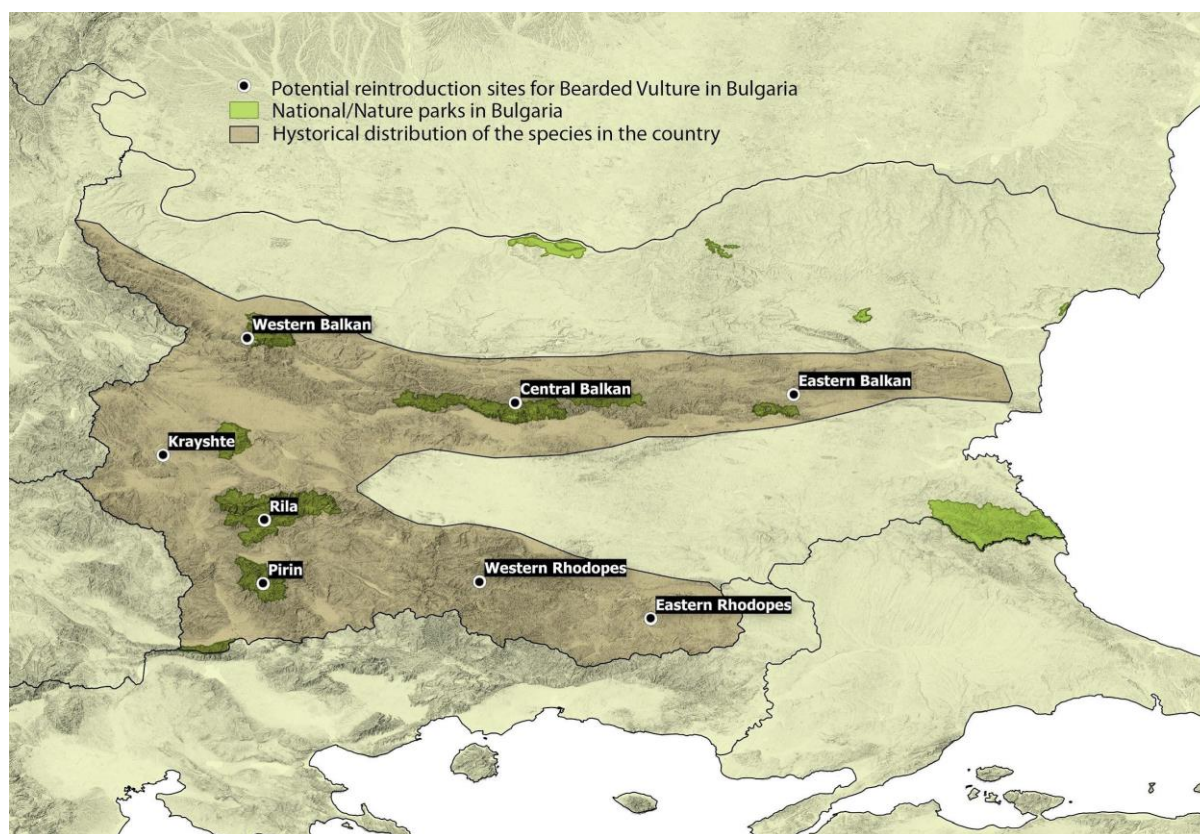 Potential reintroduction sites for Bearded Vulture in Bulgaria
National/Nature parks in Bulgaria
Hystorical distribution of the species in the country
Western Balkan
Central Balkan
Eastern Balkan
Krayshte
Rila
Pirin
Western Rhodopes
Eastern Rhodopes